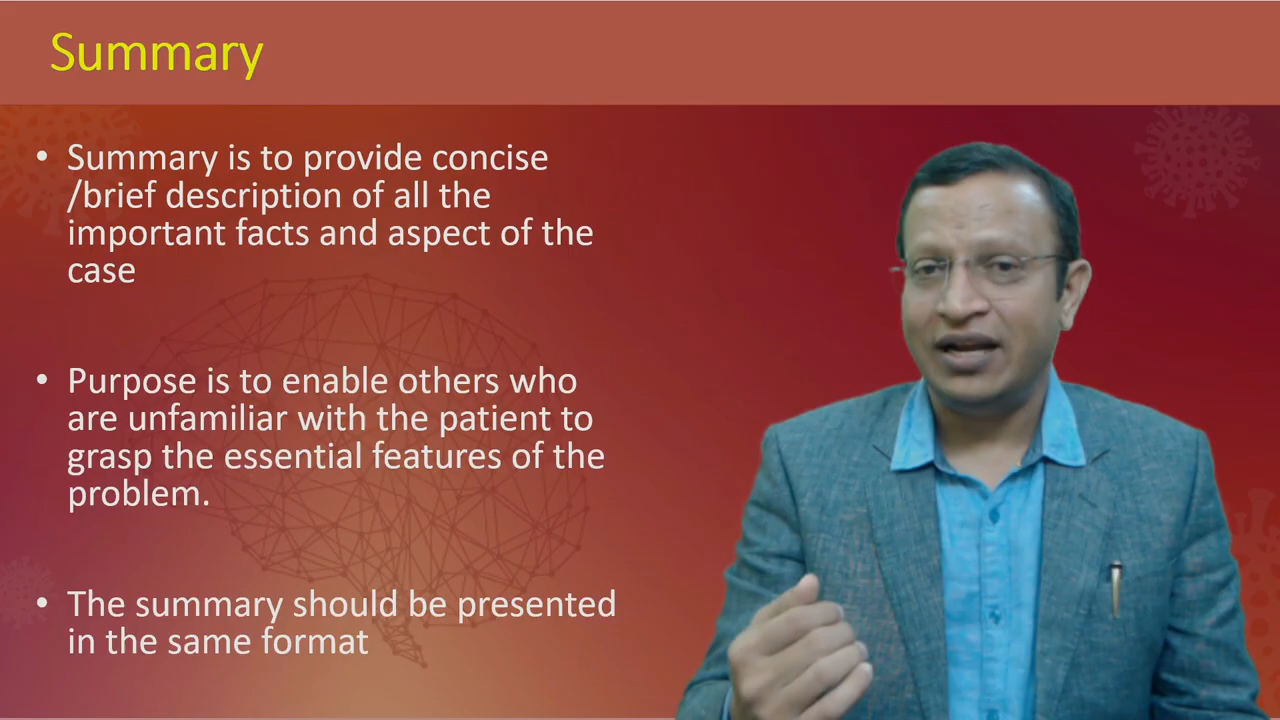 Summary
• Summary is to provide concise
/brief description of all the
important facts and aspect of the
case
• Purpose is to enable others who
are unfamiliar with the patient to
grasp the essential features of the
problem.
• The summary should be presented
in the same format